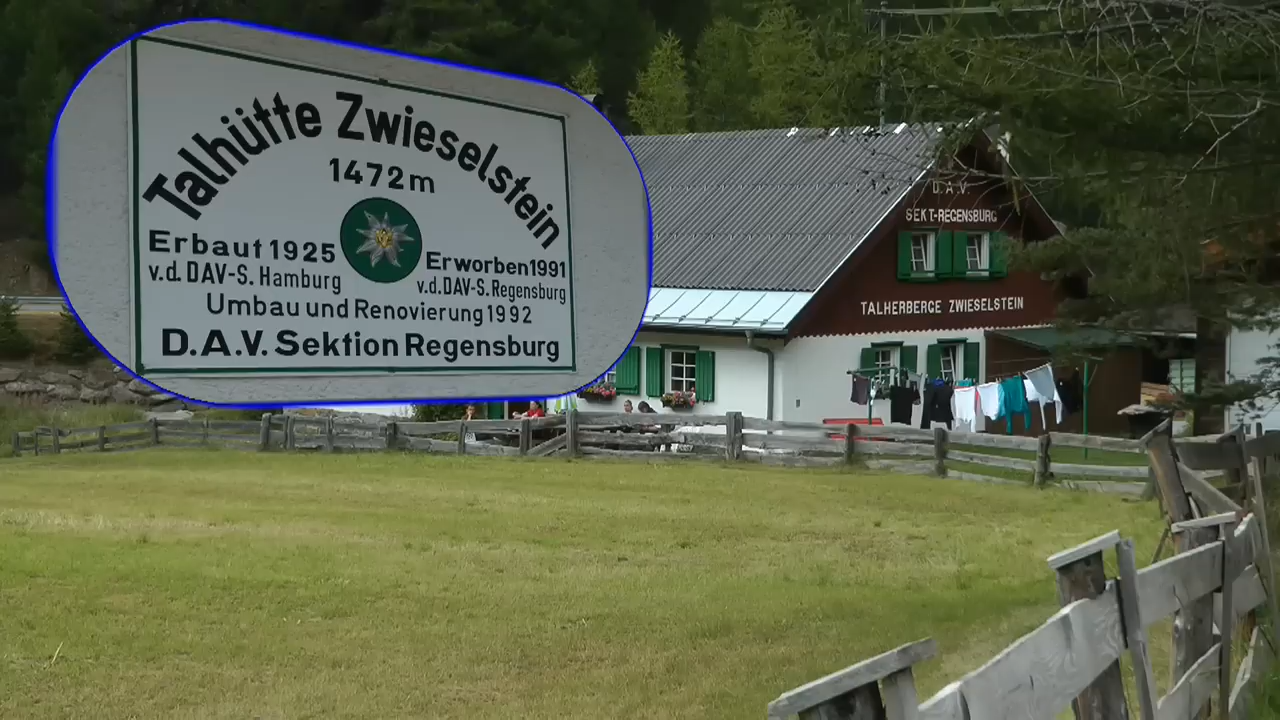 Talhütte Zwieselstein
1472m
Erbaut 1925
v.d. DAV-S. Hamburg
Erworben 1991
v.d. DAV-S. Regensburg
Umbau und Renovierung 1992
D.A.V. Sektion Regensburg
D.A.V.
SEKT-REGENSBURG
TALHERBERGE ZWIESELSTEIN